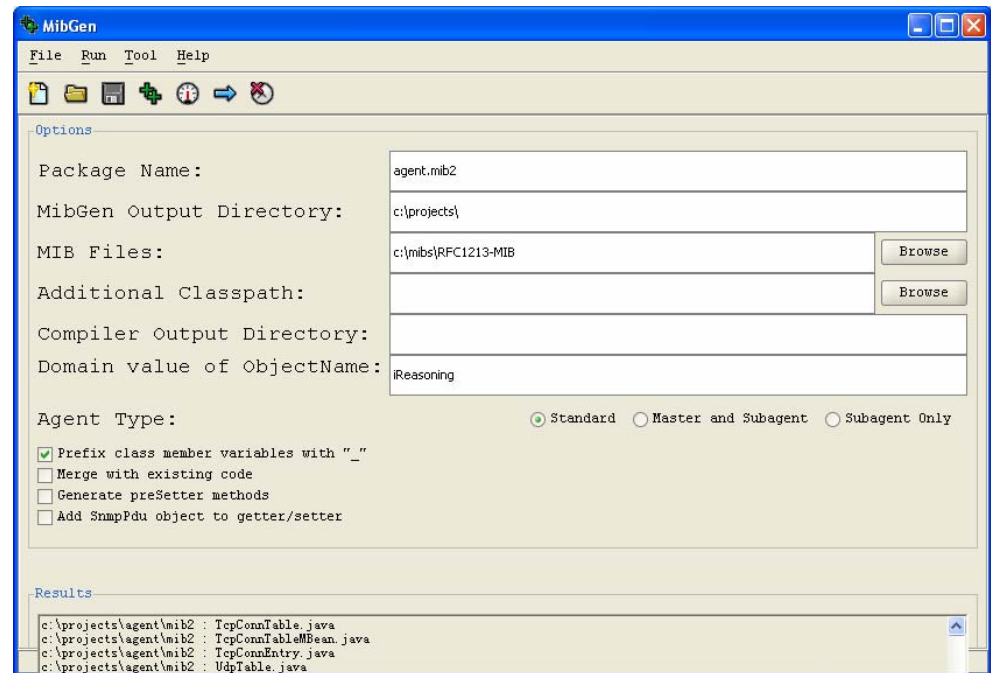 MibGen
File Run Tool Help
Options
Package Name:
agent.mib2
MibGen Output Directory:
c:\projects\
MIB Files:
c:\mibs\RFC1213-MIB
Browse
Additional Classpath:
Browse
Compiler Output Directory:
Domain value of ObjectName:
iReasoning
Agent Type:
Standard Master and Subagent Subagent Only
Prefix class member variables with "_"
Merge with existing code
Generate preSetter methods
Add SnmpPdu object to getter/setter
Results
c:\projects\agent\mib2 : TcpConnTable.java
c:\projects\agent\mib2 : TcpConnTableMBean.java
c:\projects\agent\mib2 : TcpConnEntry.java
c:\projects\agent\mib2 : UdpTable.java